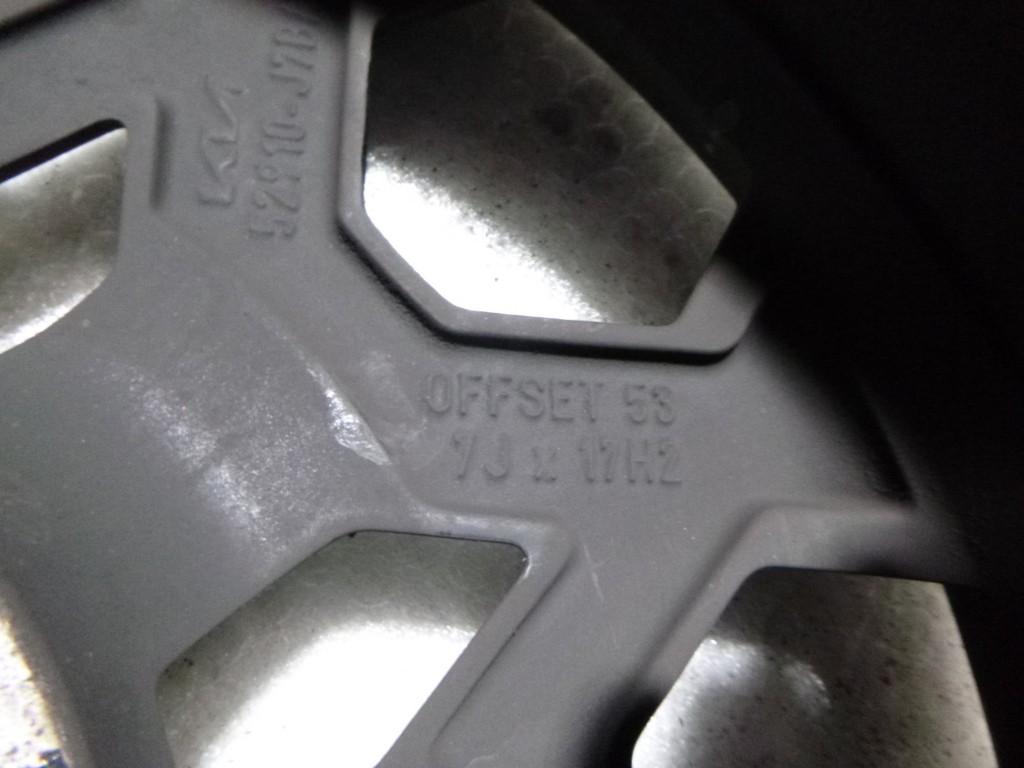 KIA
52910-J7B
OFFSET 53
7J x 17H2